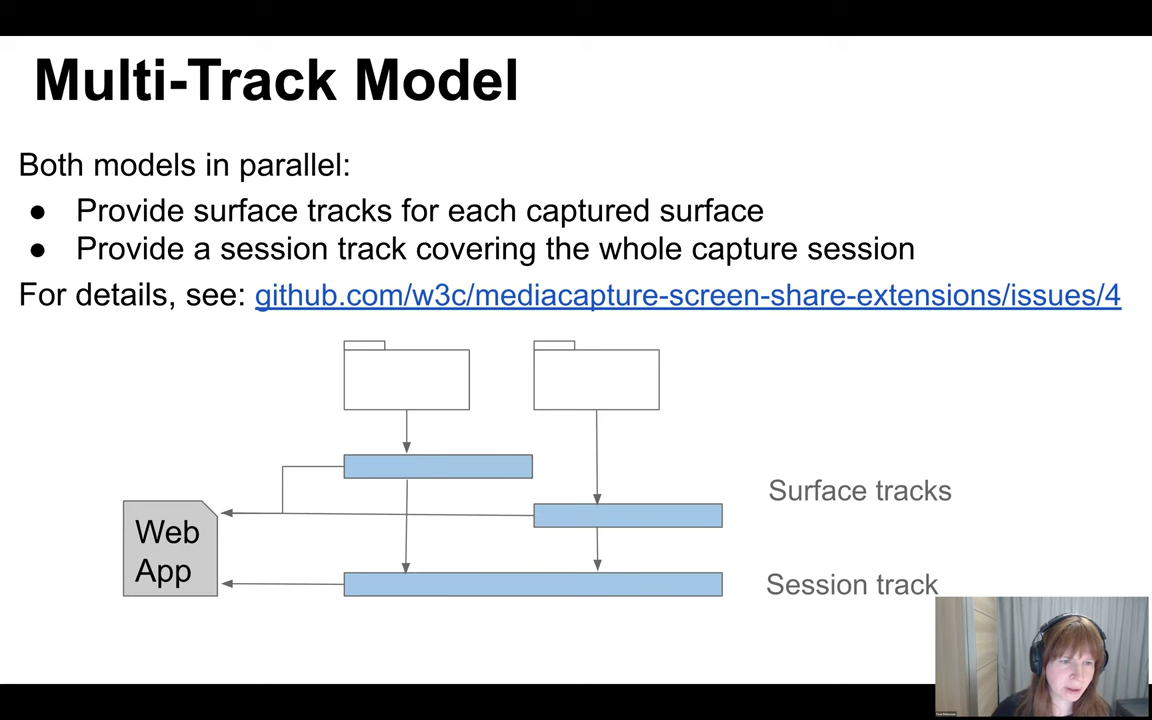 Multi-Track Model
Both models in parallel:
● Provide surface tracks for each captured surface
● Provide a session track covering the whole capture session
For details, see: github.com/w3c/mediacapture-screen-share-extensions/issues/4
Surface tracks
Web
App
Session track